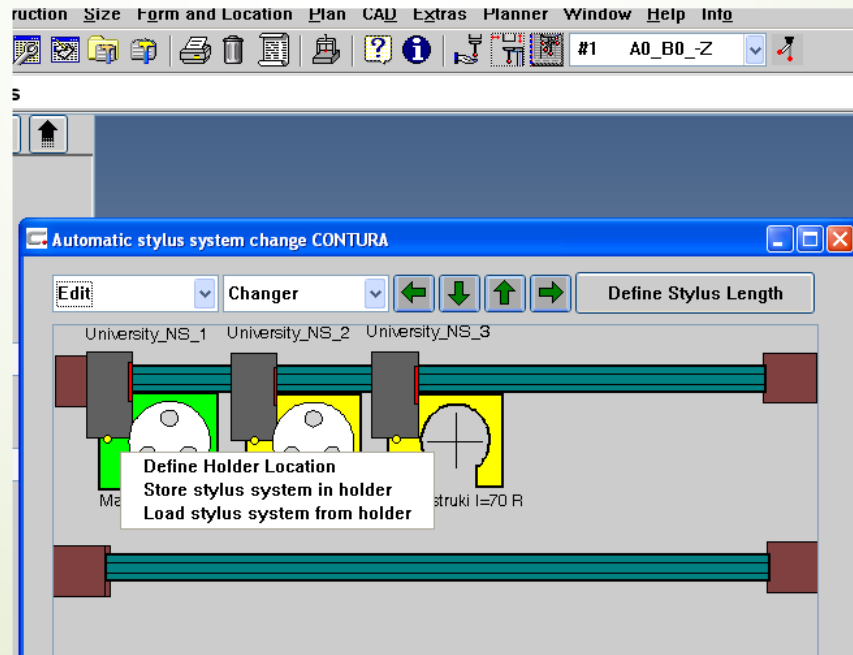 ruction Size Form and Location Plan CAD Extras Planner Window Help Info
#1 A0_B0_-Z
s
Automatic stylus system change CONTURA
Edit Changer Define Stylus Length
University_NS_1 University_NS_2 University_NS_3
Define Holder Location
Store stylus system in holder
Load stylus system from holder
Ma struki l=70 R